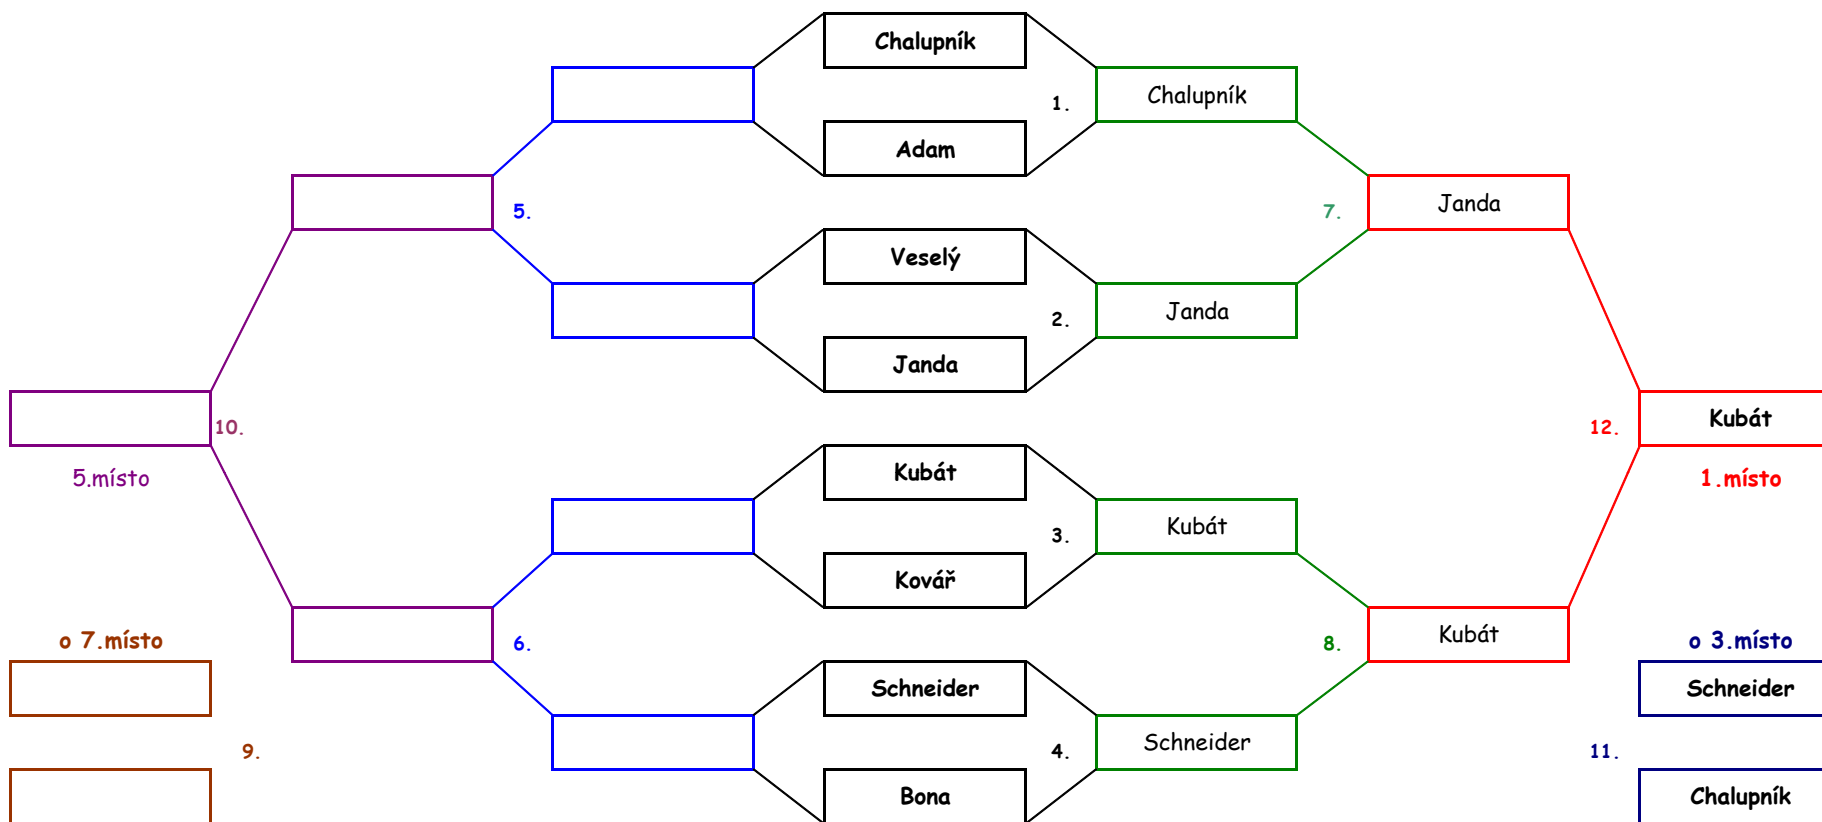 Chalupník
1. Chalupník
Adam
5. 7. Janda
Veselý
2. Janda
Janda
10. 12. Kubát
5.místo 1.místo
Kubát
3. Kubát
Kovář
o 7.místo 6. 8. Kubát o 3.místo
Schneider Schneider
9. 4. Schneider 11.
Bona Chalupník